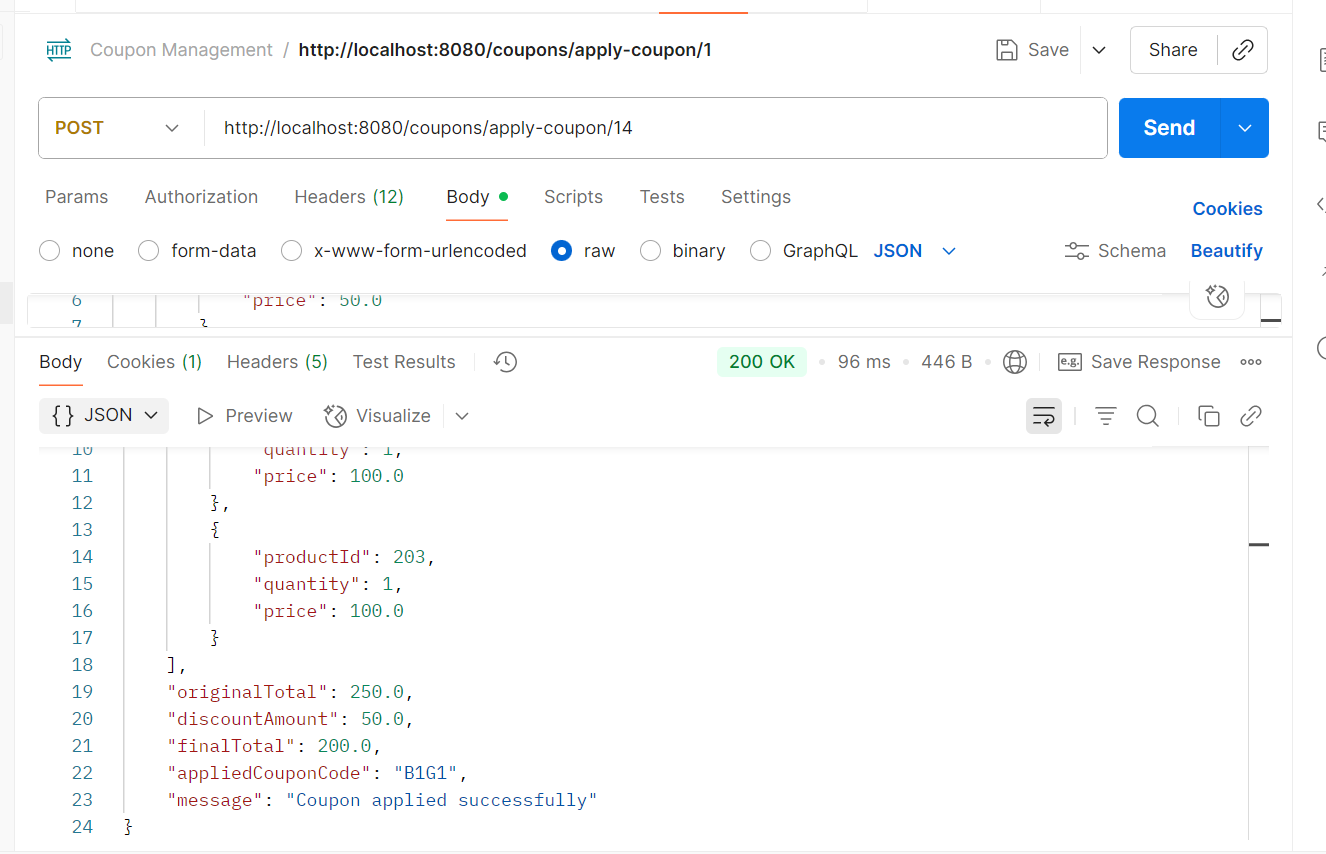 HTTP Coupon Management / http://localhost:8080/coupons/apply-coupon/1 Save Share
POST http://localhost:8080/coupons/apply-coupon/14 Send
Params Authorization Headers (12) Body Scripts Tests Settings Cookies
none form-data x-www-form-urlencoded raw binary GraphQL JSON Schema Beautify
6 "price": 50.0
7 }
Body Cookies (1) Headers (5) Test Results 200 OK 96 ms 446 B e.g. Save Response
{} JSON Preview Visualize
10 "quantity": 1,
11 "price": 100.0
12 },
13 {
14 "productId": 203,
15 "quantity": 1,
16 "price": 100.0
17 }
18 ],
19 "originalTotal": 250.0,
20 "discountAmount": 50.0,
21 "finalTotal": 200.0,
22 "appliedCouponCode": "B1G1",
23 "message": "Coupon applied successfully"
24 }